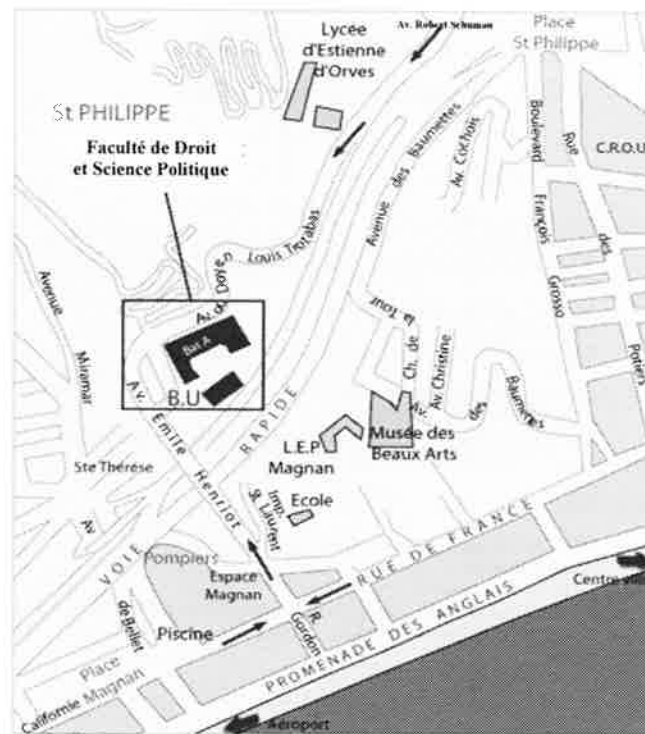 Av. Robert Schuman
Place
St Philippe
Lycée
d'Estienne
d'Orves
St PHILIPPE
Faculté de Droit
et Science Politique
Avenue des Baumettes
Av. Cochois
Boulevard François Grosso
Rue des Potiers
C.R.O.U
Av. du Doyen Louis Trotabas
Avenue Miramar
Bat A
B.U
Av. Emile Henriot
Ch. de la Tour
Av. Christine
Av. des Baumettes
Musée des
Beaux Arts
L.E.P
Magnan
Ste Thérèse
Ecole
Imp.
St. Laurent
VOIE RAPIDE
Av.
de Bellet
Pompiers
Espace
Magnan
RUE DE FRANCE
R.
Gordon
Centre
Piscine
PROMENADE DES ANGLAIS
Place
Magnan
Californie
Aéroport